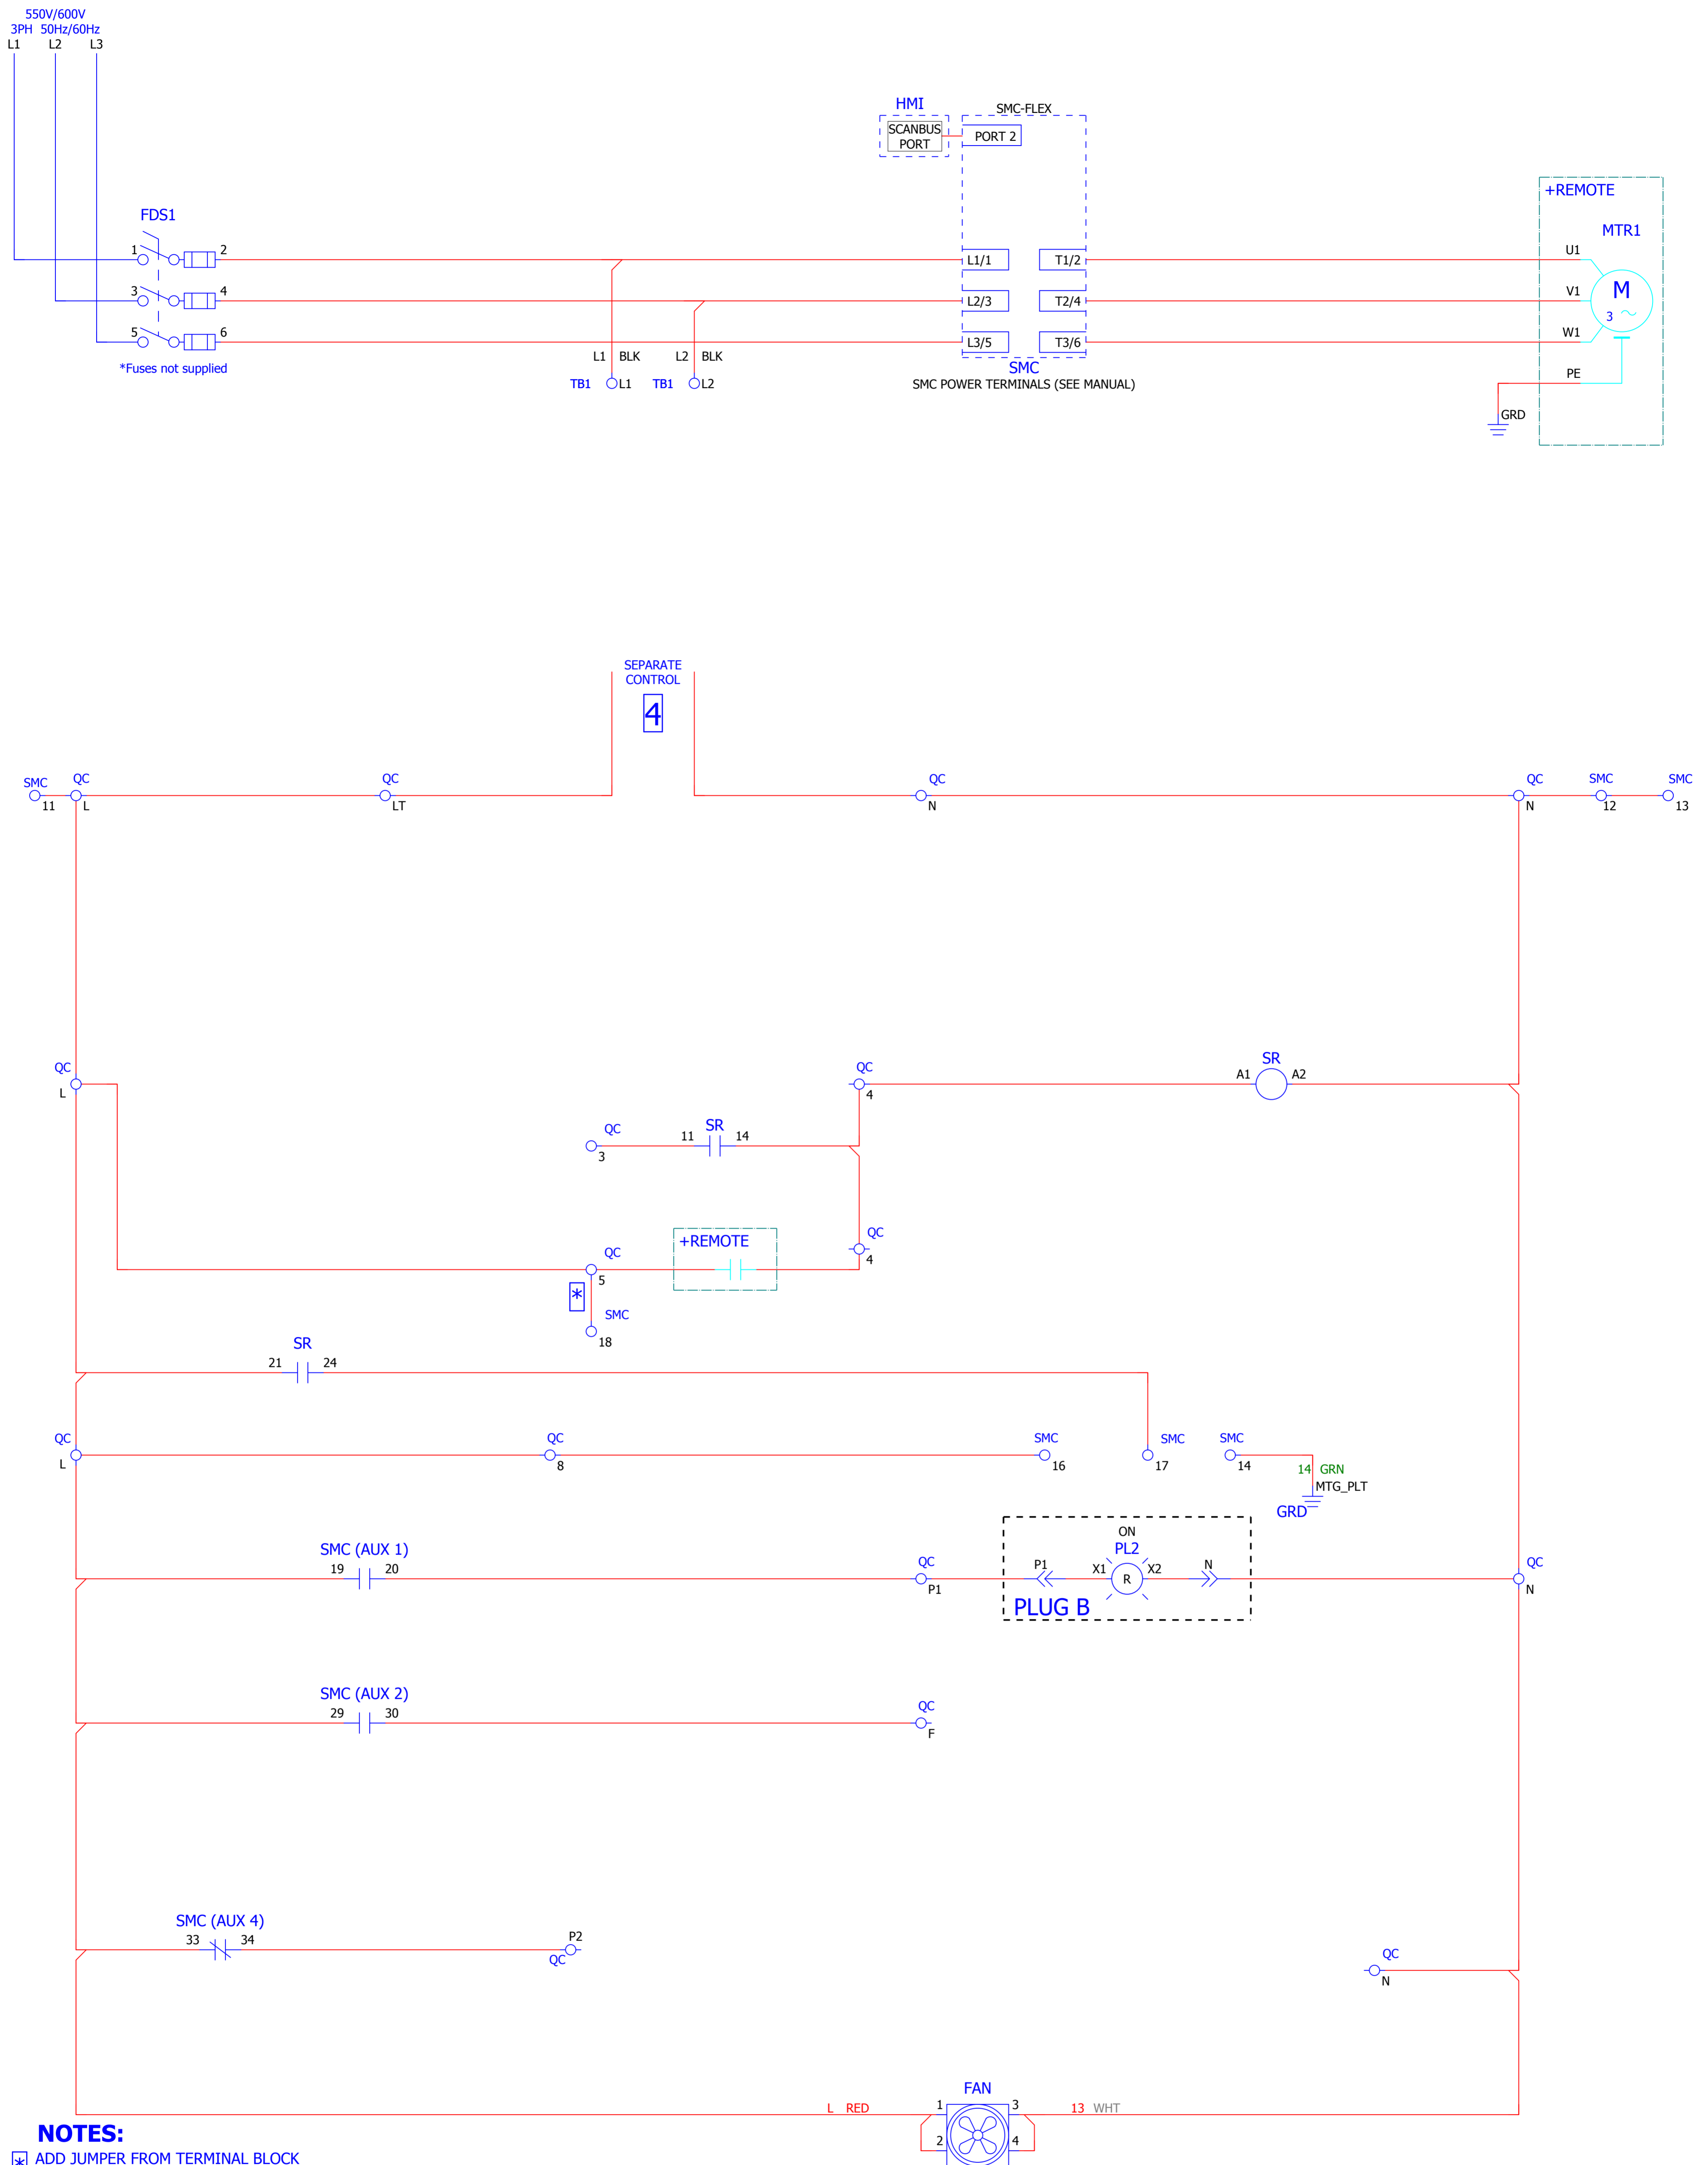 550V/600V
3PH 50Hz/60Hz
L1 L2 L3
HMI
SCANBUS
PORT
SMC-FLEX
PORT 2
+REMOTE
MTR1
FDS1
1 2
L1/1 T1/2
U1
3 4
L2/3 T2/4
V1
M
3
5 6
L3/5 T3/6
W1
*Fuses not supplied
L1 BLK L2 BLK
TB1 L1 TB1 L2
SMC
SMC POWER TERMINALS (SEE MANUAL)
PE
GRD
SEPARATE
CONTROL
4
SMC QC QC QC QC SMC SMC
11 L LT N N 12 13
QC QC SR
L 4 A1 A2
QC 11 SR 14
3
+REMOTE
QC QC
5 4
*
SMC
18
SR
21 24
QC QC SMC SMC SMC
L 8 16 17 14
14 GRN
MTG_PLT
GRD
ON
PL2
SMC (AUX 1)
19 20
QC P1 X1 R X2 N QC
P1 N
PLUG B
SMC (AUX 2)
29 30
QC
F
SMC (AUX 4)
33 34
P2
QC
QC
N
FAN
L RED 1 3 13 WHT
2 4
NOTES:
* ADD JUMPER FROM TERMINAL BLOCK